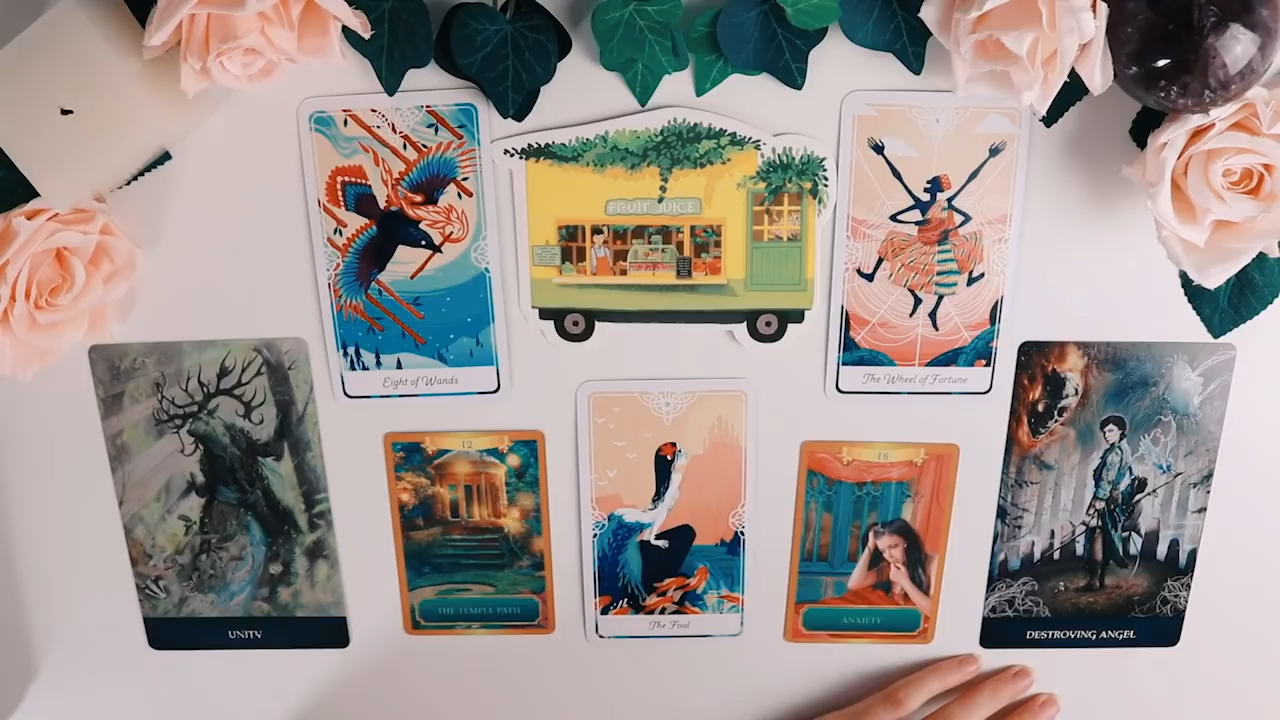 FRUIT JUICE
Eight of Wands
The Wheel of Fortune
12
18
THE TEMPLE PATH
The Fool
ANXIETY
UNITY
DESTROYING ANGEL